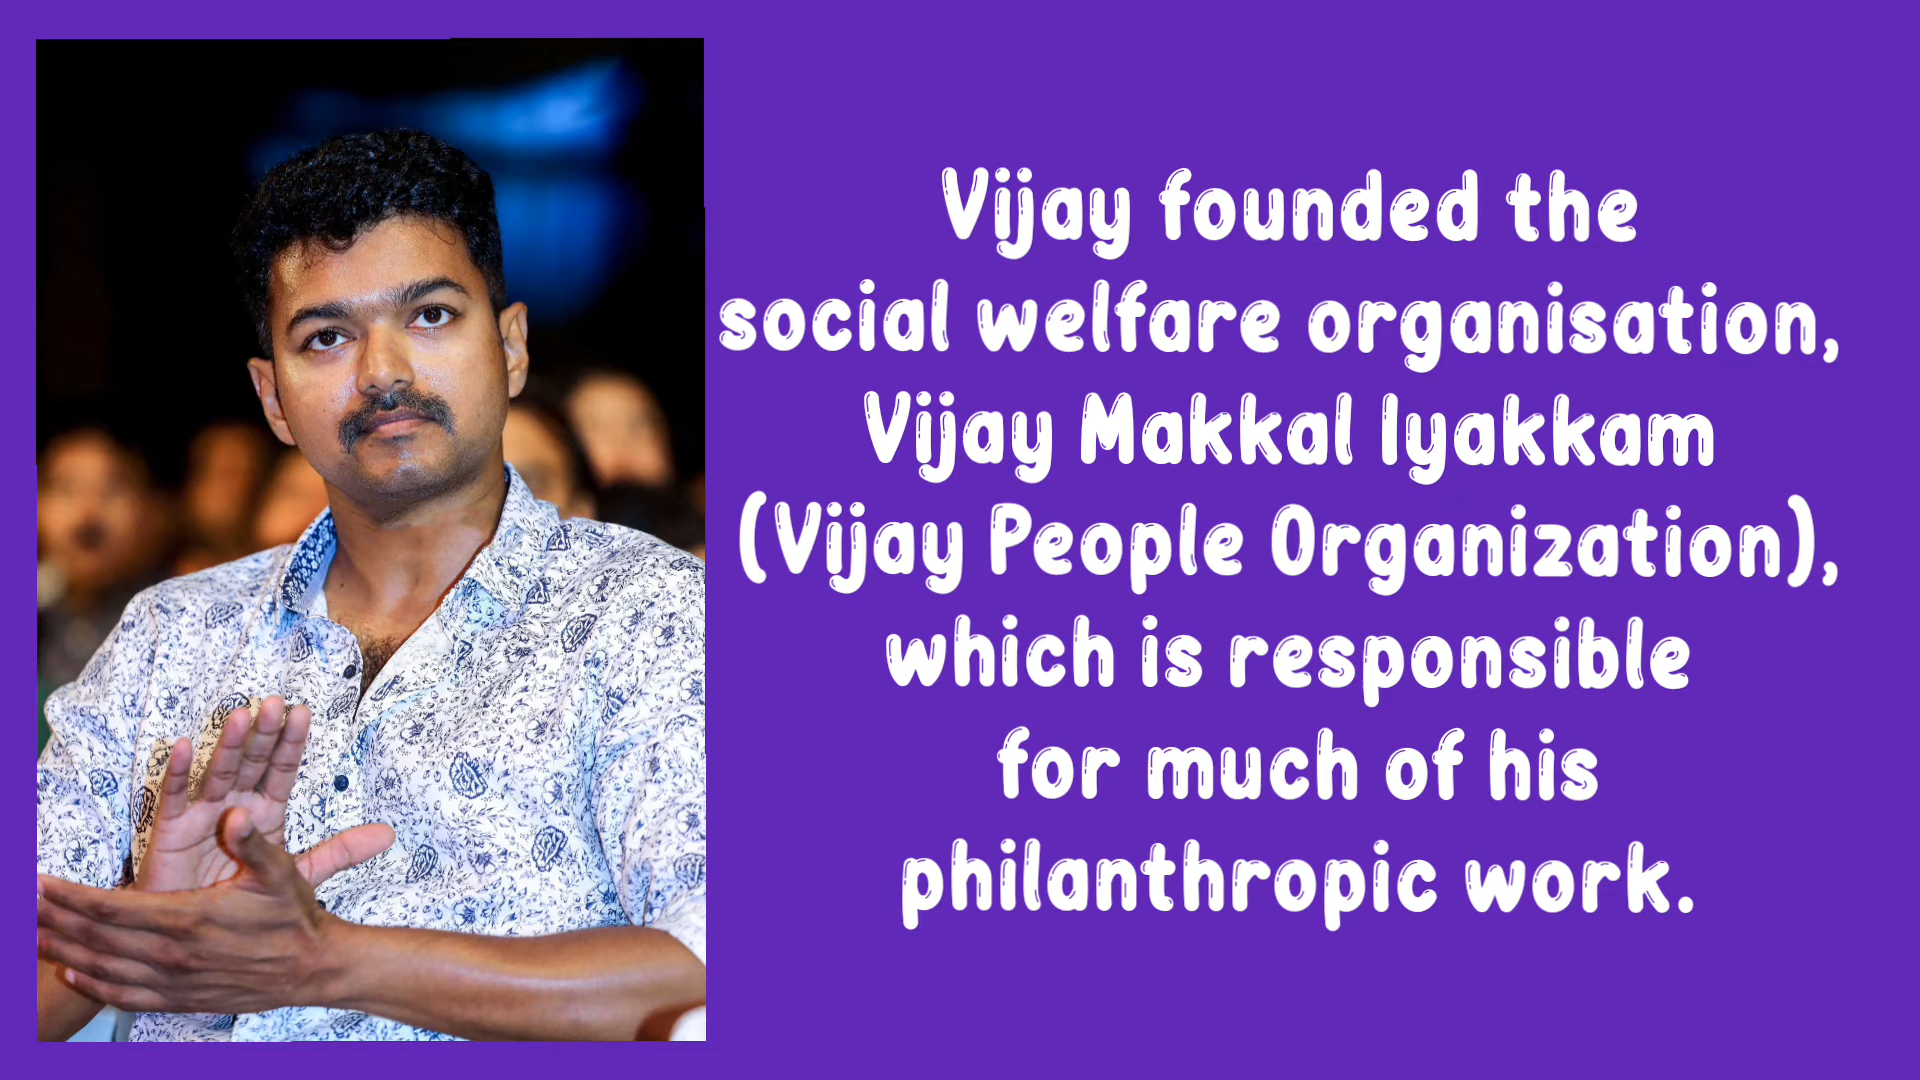 Vijay founded the
social welfare organisation,
Vijay Makkal Iyakkam
(Vijay People Organization),
which is responsible
for much of his
philanthropic work.